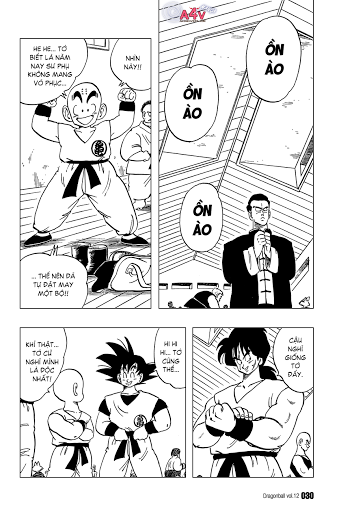 A4V
HE HE... TỚ
BIẾT LÀ NĂM
NAY SƯ PHỤ
KHÔNG MANG
VÕ PHỤC...
NHÌN
NÀY!!
ỒN
ÀO
ỒN
ÀO
ỒN
ÀO
... THẾ NÊN ĐÃ
TỰ ĐẶT MAY
MỘT BỘ!!
KHỈ THẬT...
TỚ CỨ
NGHĨ MÌNH
LÀ ĐỘC
NHẤT!
HI HI
HI... TỚ
CŨNG
THẾ...
CẬU
NGHĨ
GIỐNG
TỚ
ĐẤY.
Dragonball vol.12 030